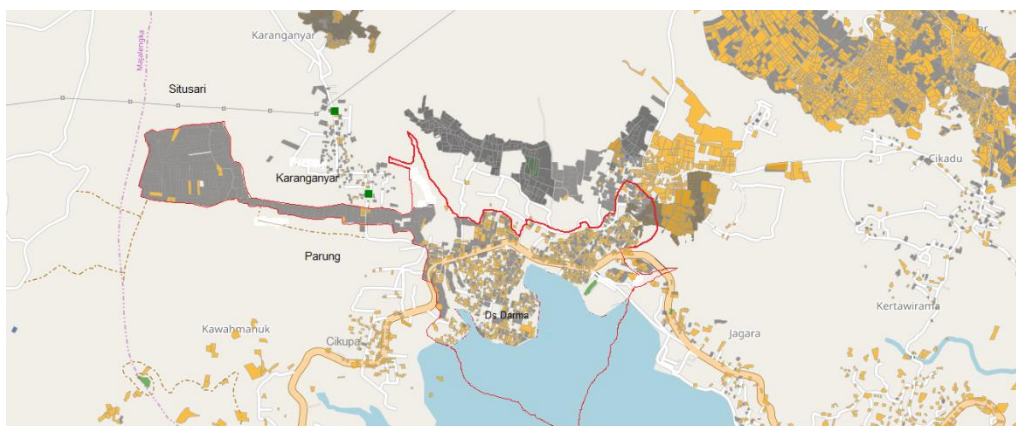 Karanganyar
Majalengka
Situsari
Cikadu
Karanganyar
Parung
Kertawirama
Ds.Darma
Kawahmanuk
Cikupa
Jagara